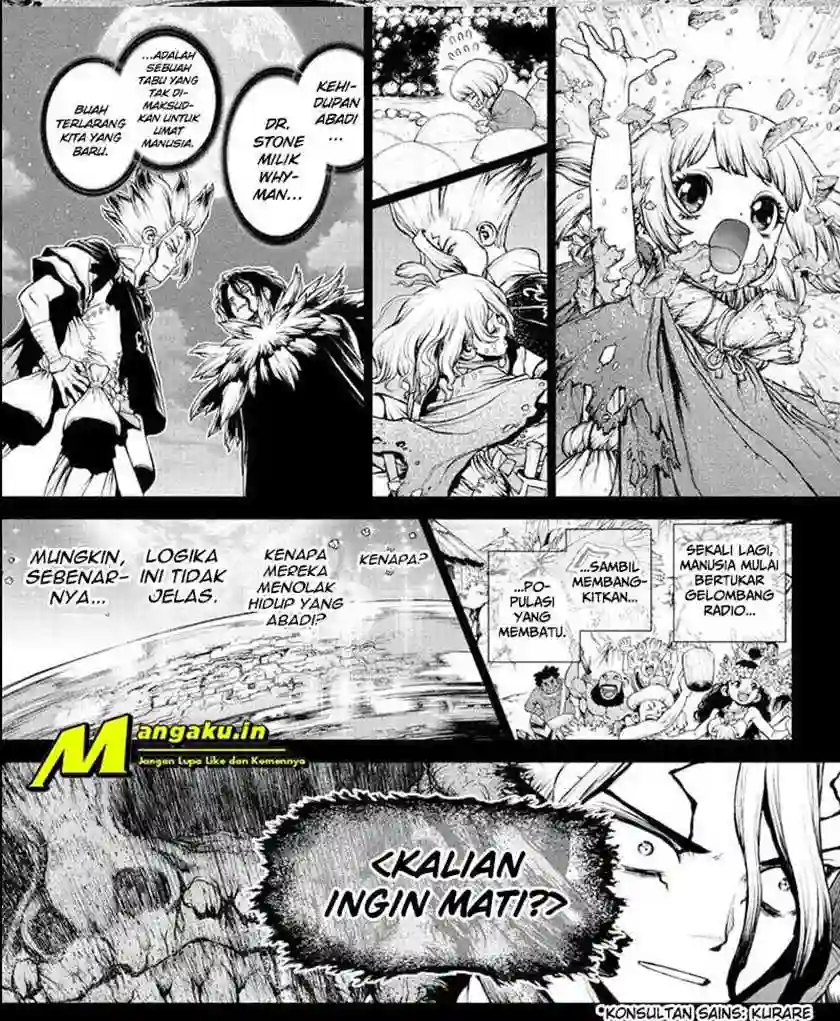 KEHI-
DUPAN
ABADI
...
DR.
STONE
MILIK
WHY-
MAN...
...ADALAH
SEBUAH
TABU YANG
TAK DI-
MAKSUD-
KAN UNTUK
UMAT
MANUSIA.
BUAH
TERLARANG
KITA YANG
BARU.
SEKALI LAGI,
MANUSIA MULAI
BERTUKAR
GELOMBANG
RADIO...
...SAMBIL
MEMBANG-
KITKAN...
...PO-
PULASI
YANG
MEMBATU.
KENAPA?
KENAPA
MEREKA
MENOLAK
HIDUP YANG
ABADI?
LOGIKA
INI TIDAK
JELAS.
MUNGKIN,
SEBENAR-
NYA...
Mangaku.in
Jangan Lupa Like dan Komennya
<KALIAN
INGIN MATI?>
*KONSULTAN SAINS: KURARE